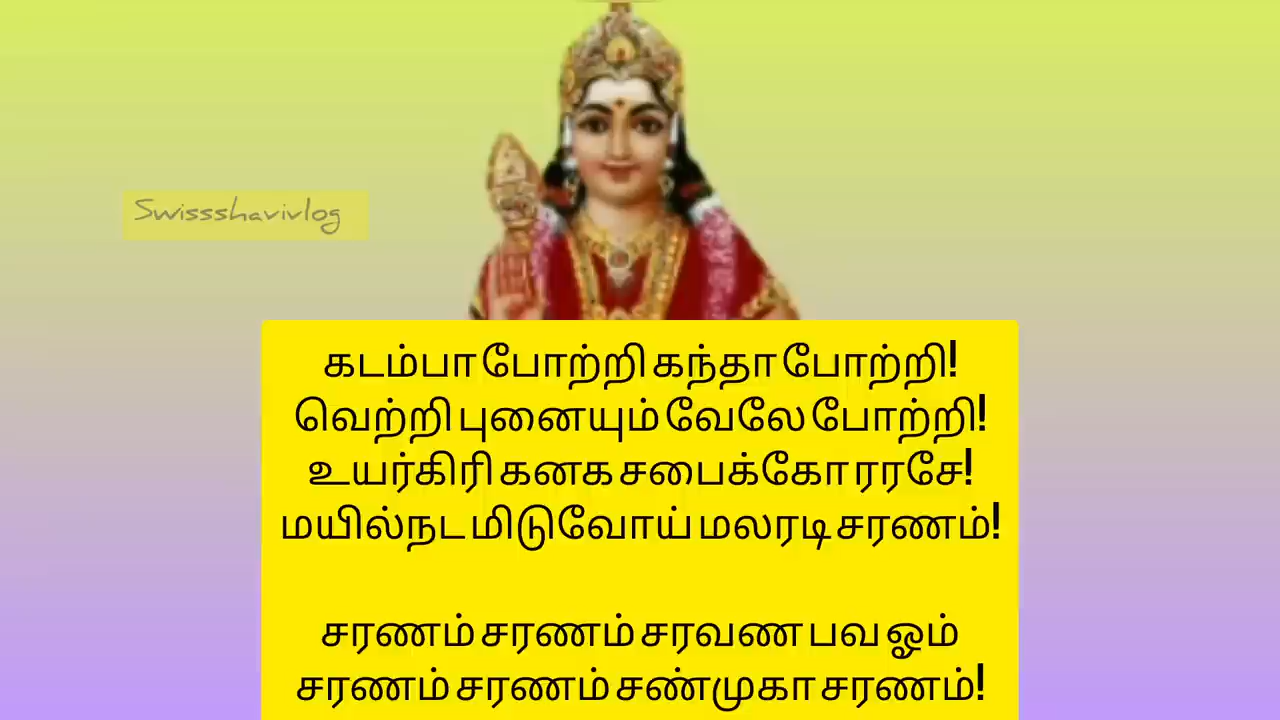 Swissshavivlog
கடம்பா போற்றி கந்தா போற்றி!
வெற்றி புனையும் வேலே போற்றி!
உயர்கிரி கனக சபைக்கோ ரரசே!
மயில்நட மிடுவோய் மலரடி சரணம்!
சரணம் சரணம் சரவண பவ ஓம்
சரணம் சரணம் சண்முகா சரணம்!